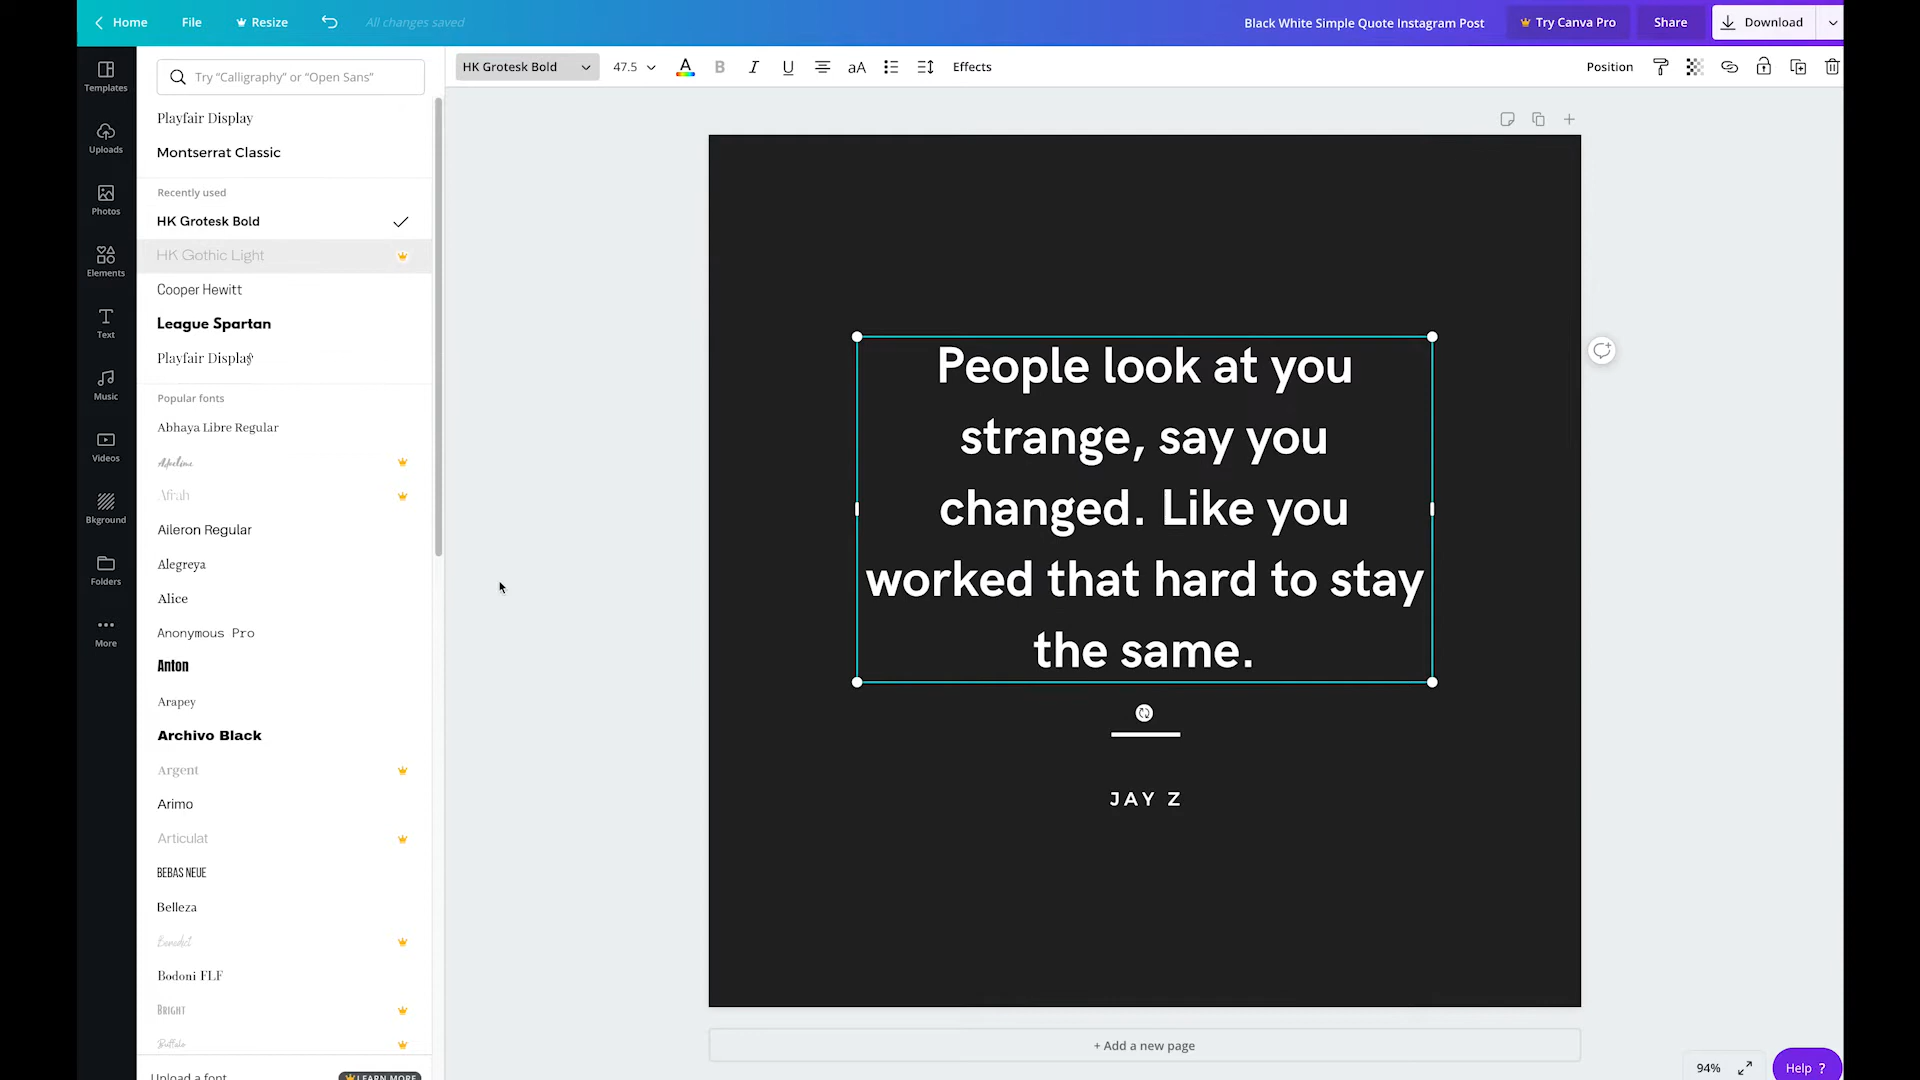 Home File Resize All changes saved Black White Simple Quote Instagram Post Try Canva Pro Share Download
HK Grotesk Bold 47.5 A B I U aA Effects Position
Try “Calligraphy” or “Open Sans”
Templates
Uploads
Photos
Elements
Text
Music
Videos
Bkground
Folders
More
Playfair Display
Montserrat Classic
Recently used
HK Grotesk Bold
HK Gothic Light
Cooper Hewitt
League Spartan
Playfair Display
Popular fonts
Abhaya Libre Regular
Adeline
Afrah
Aileron Regular
Alegreya
Alice
Anonymous Pro
Anton
Arapey
Archivo Black
Argent
Arimo
Articulat
BEBAS NEUE
Belleza
Benedict
Bodoni FLF
BRIGHT
Buffalo
Upload a font LEARN MORE
People look at you
strange, say you
changed. Like you
worked that hard to stay
the same.
JAY Z
+ Add a new page
94% Help ?